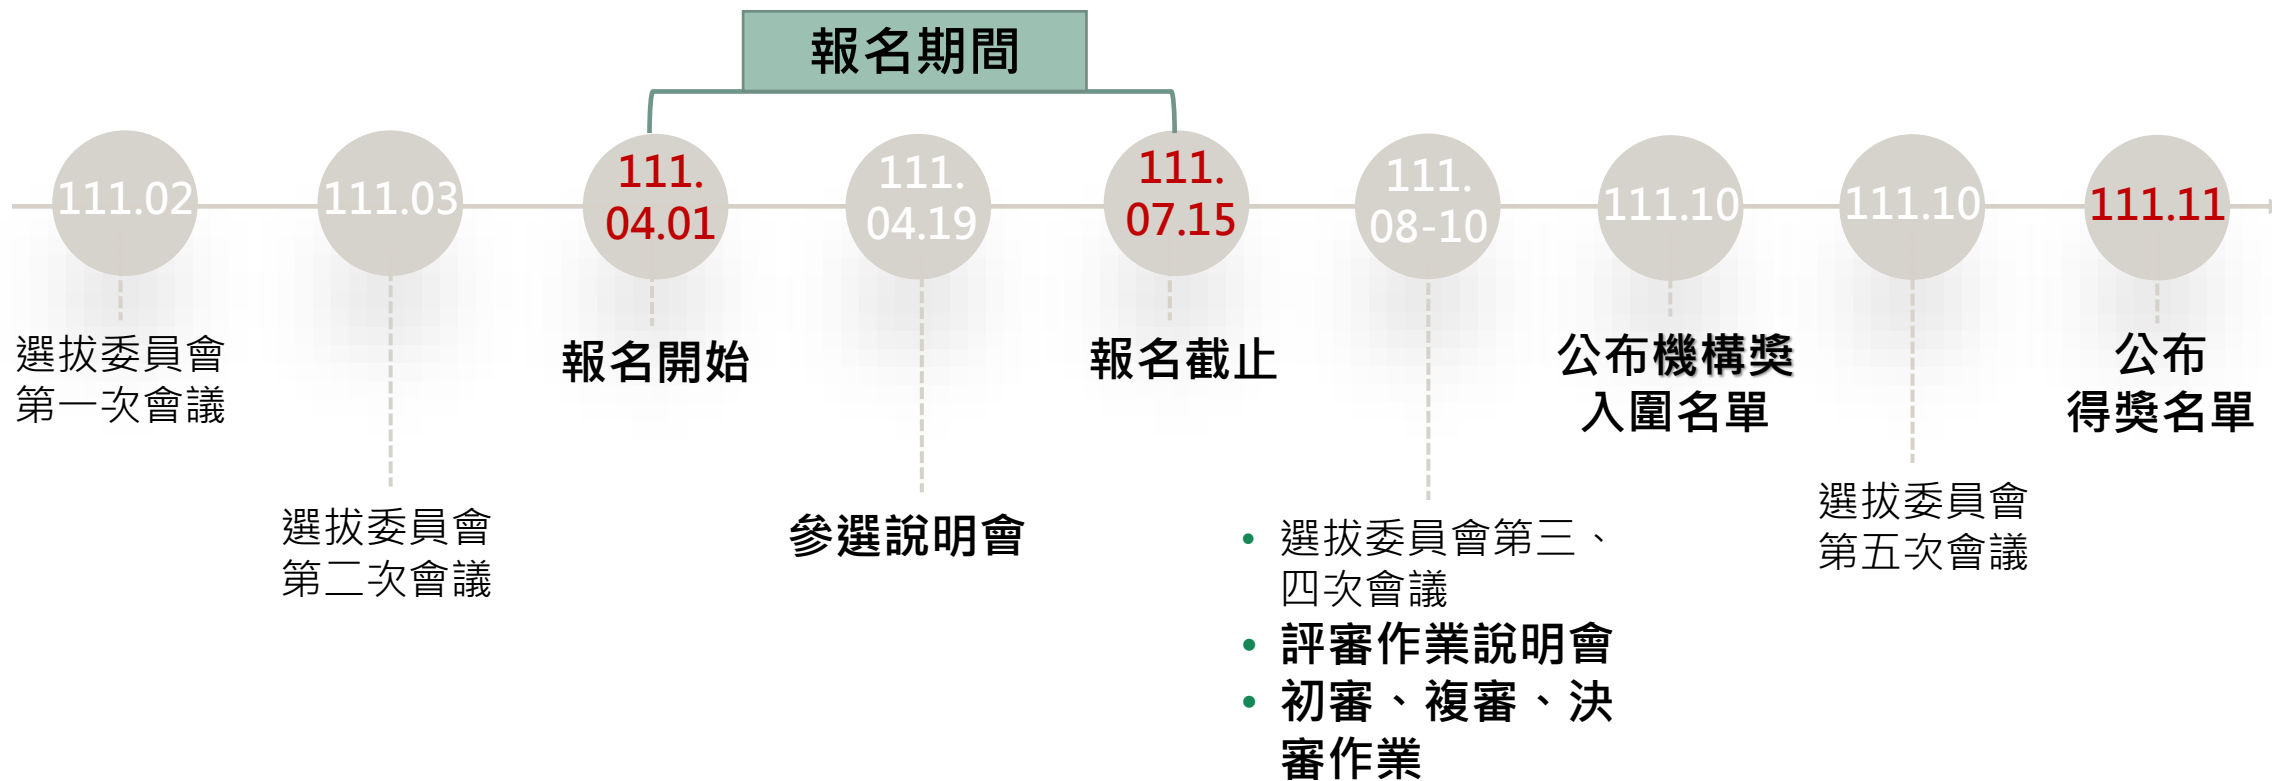 報名期間
111.02
111.03
111.
04.01
111.
04.19
111.
07.15
111.
08-10
111.10
111.10
111.11
選拔委員會
第一次會議
選拔委員會
第二次會議
報名開始
參選說明會
報名截止
• 選拔委員會第三、
四次會議
• 評審作業說明會
• 初審、複審、決
審作業
公布機構獎
入圍名單
選拔委員會
第五次會議
公布
得獎名單